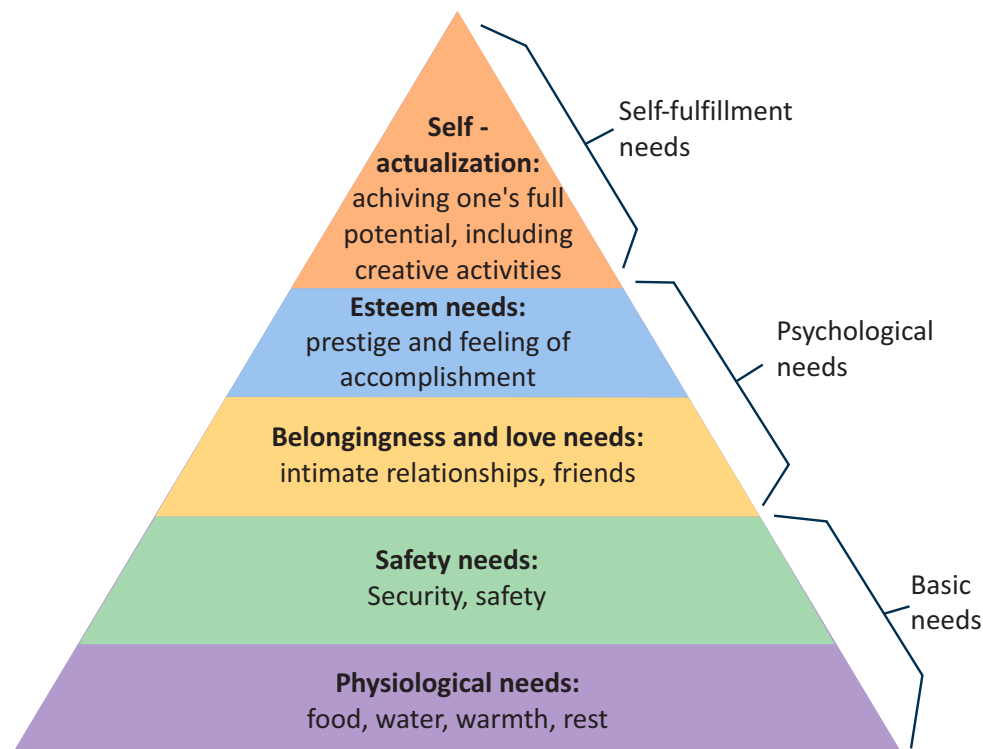 Self -
actualization:
achiving one's full
potential, including
creative activities
Self-fulfillment
needs
Esteem needs:
prestige and feeling of
accomplishment
Psychological
needs
Belongingness and love needs:
intimate relationships, friends
Safety needs:
Security, safety
Basic
needs
Physiological needs:
food, water, warmth, rest